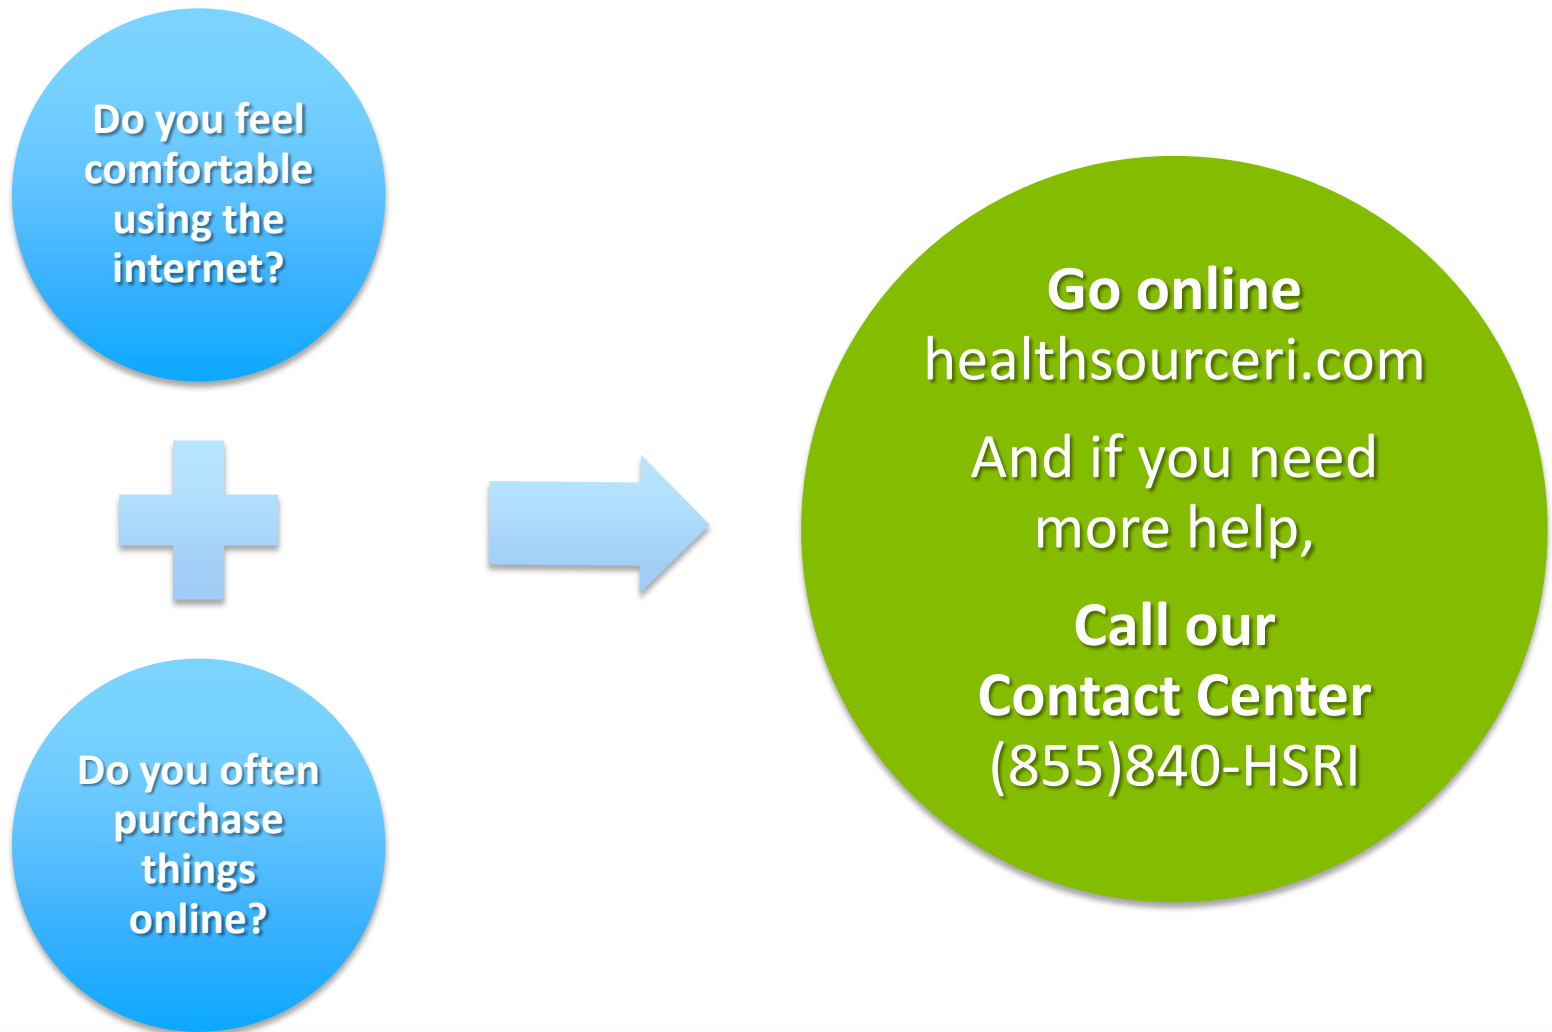 Do you feel
comfortable
using the
internet?
Do you often
purchase
things
online?
Go online
healthsourceri.com
And if you need
more help,
Call our
Contact Center
(855)840-HSRI